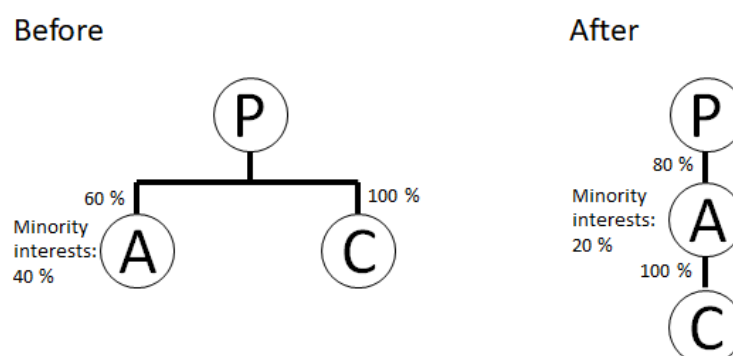 Before
After
P
60 %
100 %
Minority
interests:
40 %
A
C
P
80 %
Minority
interests:
20 %
A
100 %
C